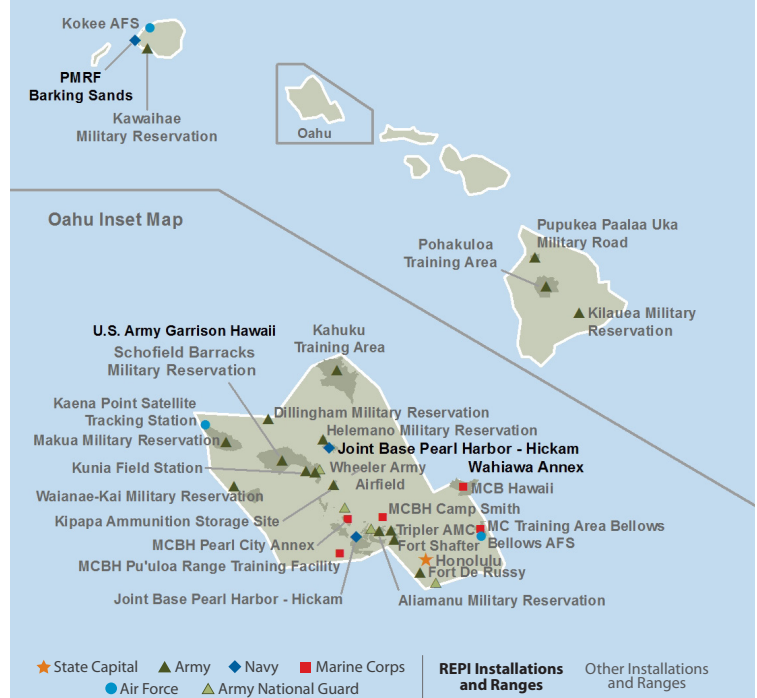 Kokee AFS
PMRF
Barking Sands
Kawaihae
Military Reservation
Oahu
Oahu Inset Map
Pupukea Paalaa Uka
Military Road
Pohakuloa
Training Area
Kilauea Military
Reservation
U.S. Army Garrison Hawaii
Schofield Barracks
Military Reservation
Kahuku
Training Area
Kaena Point Satellite
Tracking Station
Dillingham Military Reservation
Helemano Military Reservation
Makua Military Reservation
Joint Base Pearl Harbor - Hickam
Wahiawa Annex
Kunia Field Station
Wheeler Army
Airfield
MCB Hawaii
Waianae-Kai Military Reservation
Kipapa Ammunition Storage Site
MCBH Camp Smith
MCBH Pearl City Annex
Tripler AMC
MC Training Area Bellows
Fort Shafter
Bellows AFS
MCBH Pu'uloa Range Training Facility
Honolulu
Fort De Russy
Joint Base Pearl Harbor - Hickam
Aliamanu Military Reservation
State Capital
Army
Navy
Marine Corps
Air Force
Army National Guard
REPI Installations
and Ranges
Other Installations
and Ranges